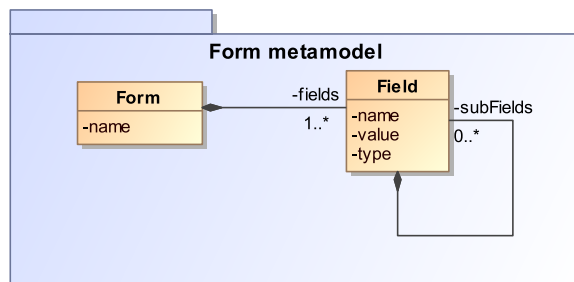 Form metamodel
Form
-name
-fields
1..*
Field
-name
-value
-type
-subFields
0..*